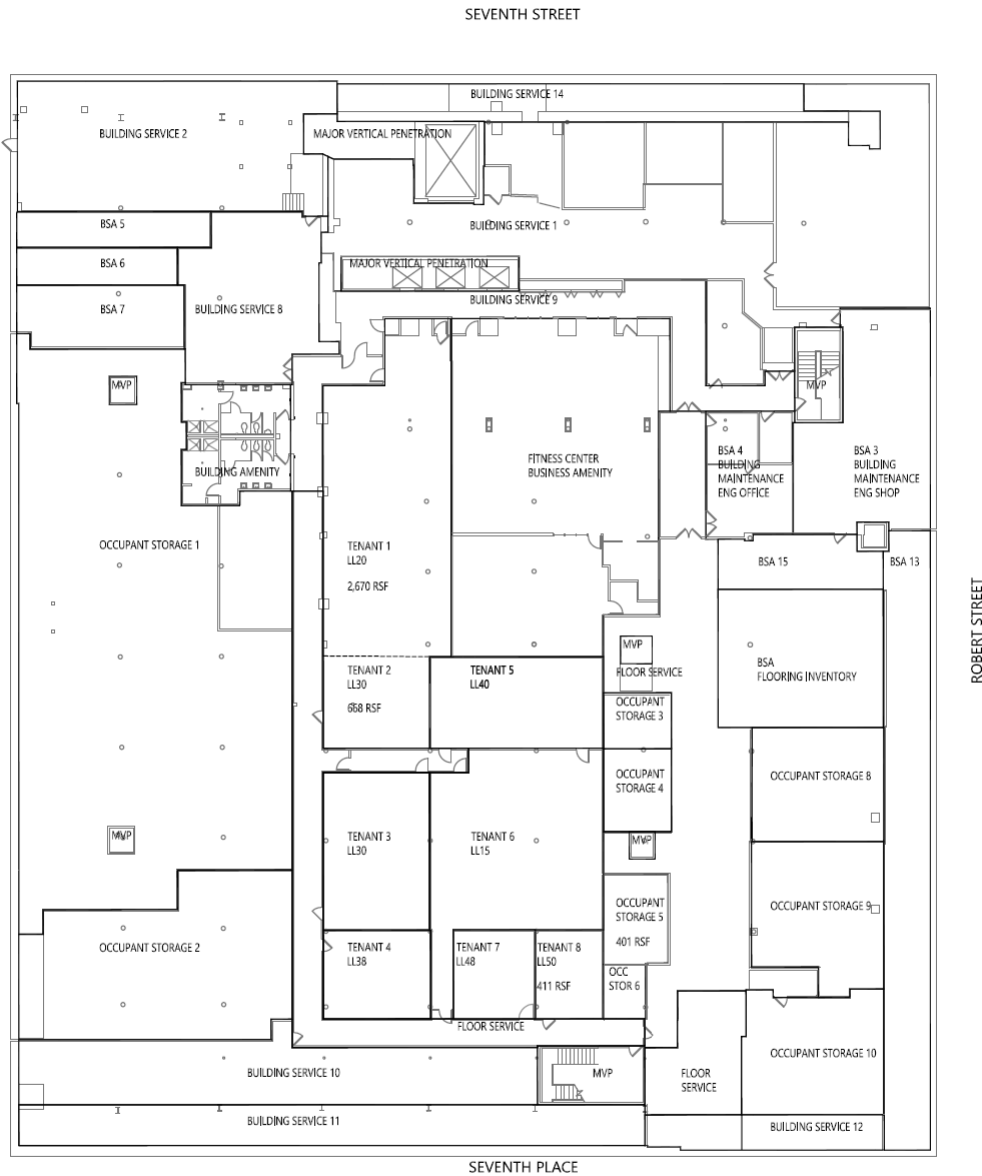 SEVENTH STREET
BUILDING SERVICE 14
BUILDING SERVICE 2
MAJOR VERTICAL PENETRATION
BSA 5
BUILDING SERVICE 1
BSA 6
MAJOR VERTICAL PENETRATION
BSA 7
BUILDING SERVICE 8
BUILDING SERVICE 9
MVP
MVP
BUILDING AMENITY
FITNESS CENTER
BUSINESS AMENITY
BSA 4
BUILDING
MAINTENANCE
ENG OFFICE
BSA 3
BUILDING
MAINTENANCE
ENG SHOP
OCCUPANT STORAGE 1
TENANT 1
LL20
2,670 RSF
BSA 15
BSA 13
ROBERT STREET
MVP
FLOOR SERVICE
BSA
FLOORING INVENTORY
TENANT 2
LL30
668 RSF
TENANT 5
LL40
OCCUPANT
STORAGE 3
OCCUPANT
STORAGE 4
OCCUPANT STORAGE 8
MVP
TENANT 3
LL30
TENANT 6
LL15
MVP
OCCUPANT
STORAGE 5
401 RSF
OCCUPANT STORAGE 9
OCCUPANT STORAGE 2
TENANT 4
LL38
TENANT 7
LL48
TENANT 8
LL50
411 RSF
OCC
STOR 6
FLOOR SERVICE
OCCUPANT STORAGE 10
BUILDING SERVICE 10
MVP
FLOOR
SERVICE
BUILDING SERVICE 11
BUILDING SERVICE 12
SEVENTH PLACE